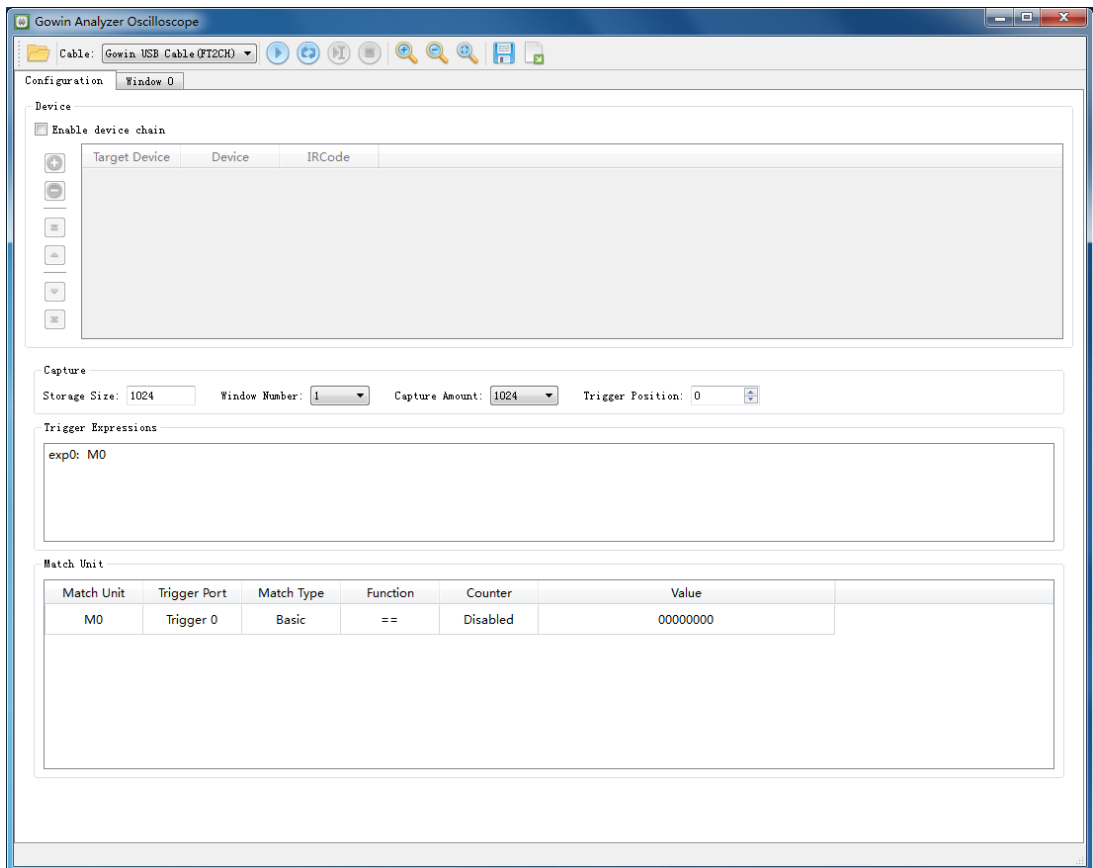 Gowin Analyzer Oscilloscope
Cable: Gowin USB Cable(FT2CH)
Configuration Window 0
Device
Enable device chain
Target Device Device IRCode
Capture
Storage Size: 1024 Window Number: 1 Capture Amount: 1024 Trigger Position: 0
Trigger Expressions
exp0: M0
Match Unit
Match Unit Trigger Port Match Type Function Counter Value
M0 Trigger 0 Basic == Disabled 00000000